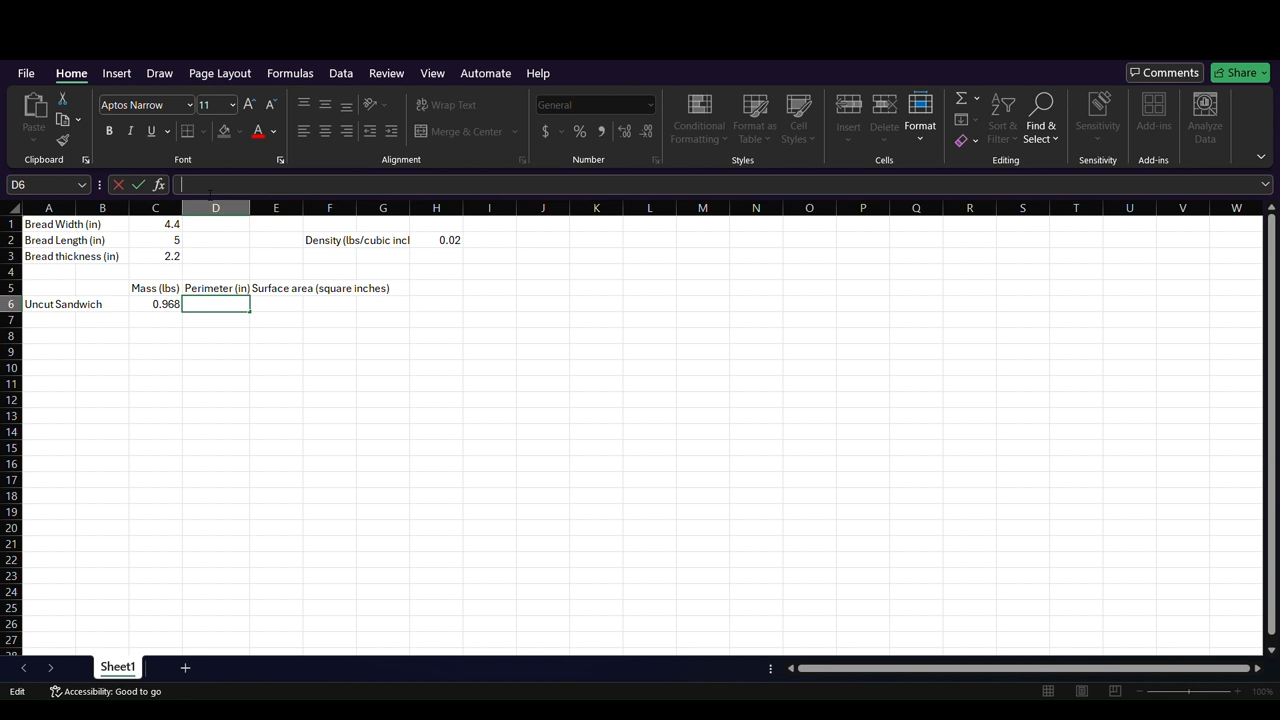 File Home Insert Draw Page Layout Formulas Data Review View Automate Help Comments Share
Aptos Narrow 11 Wrap Text General
Paste B I U Merge & Center $ % Conditional Formatting Format as Table Cell Styles Insert Delete Format Sort & Filter Find & Select Sensitivity Add-ins Analyze Data
Clipboard Font Alignment Number Styles Cells Editing Sensitivity Add-ins
D6 fx
A B C D E F G H I J K L M N O P Q R S T U V W
1 Bread Width (in) 4.4
2 Bread Length (in) 5 Density (lbs/cubic incl 0.02
3 Bread thickness (in) 2.2
4
5 Mass (lbs) Perimeter (in) Surface area (square inches)
6 Uncut Sandwich 0.968
7
8
9
10
11
12
13
14
15
16
17
18
19
20
21
22
23
24
25
26
27
Sheet1
Edit Accessibility: Good to go 100%